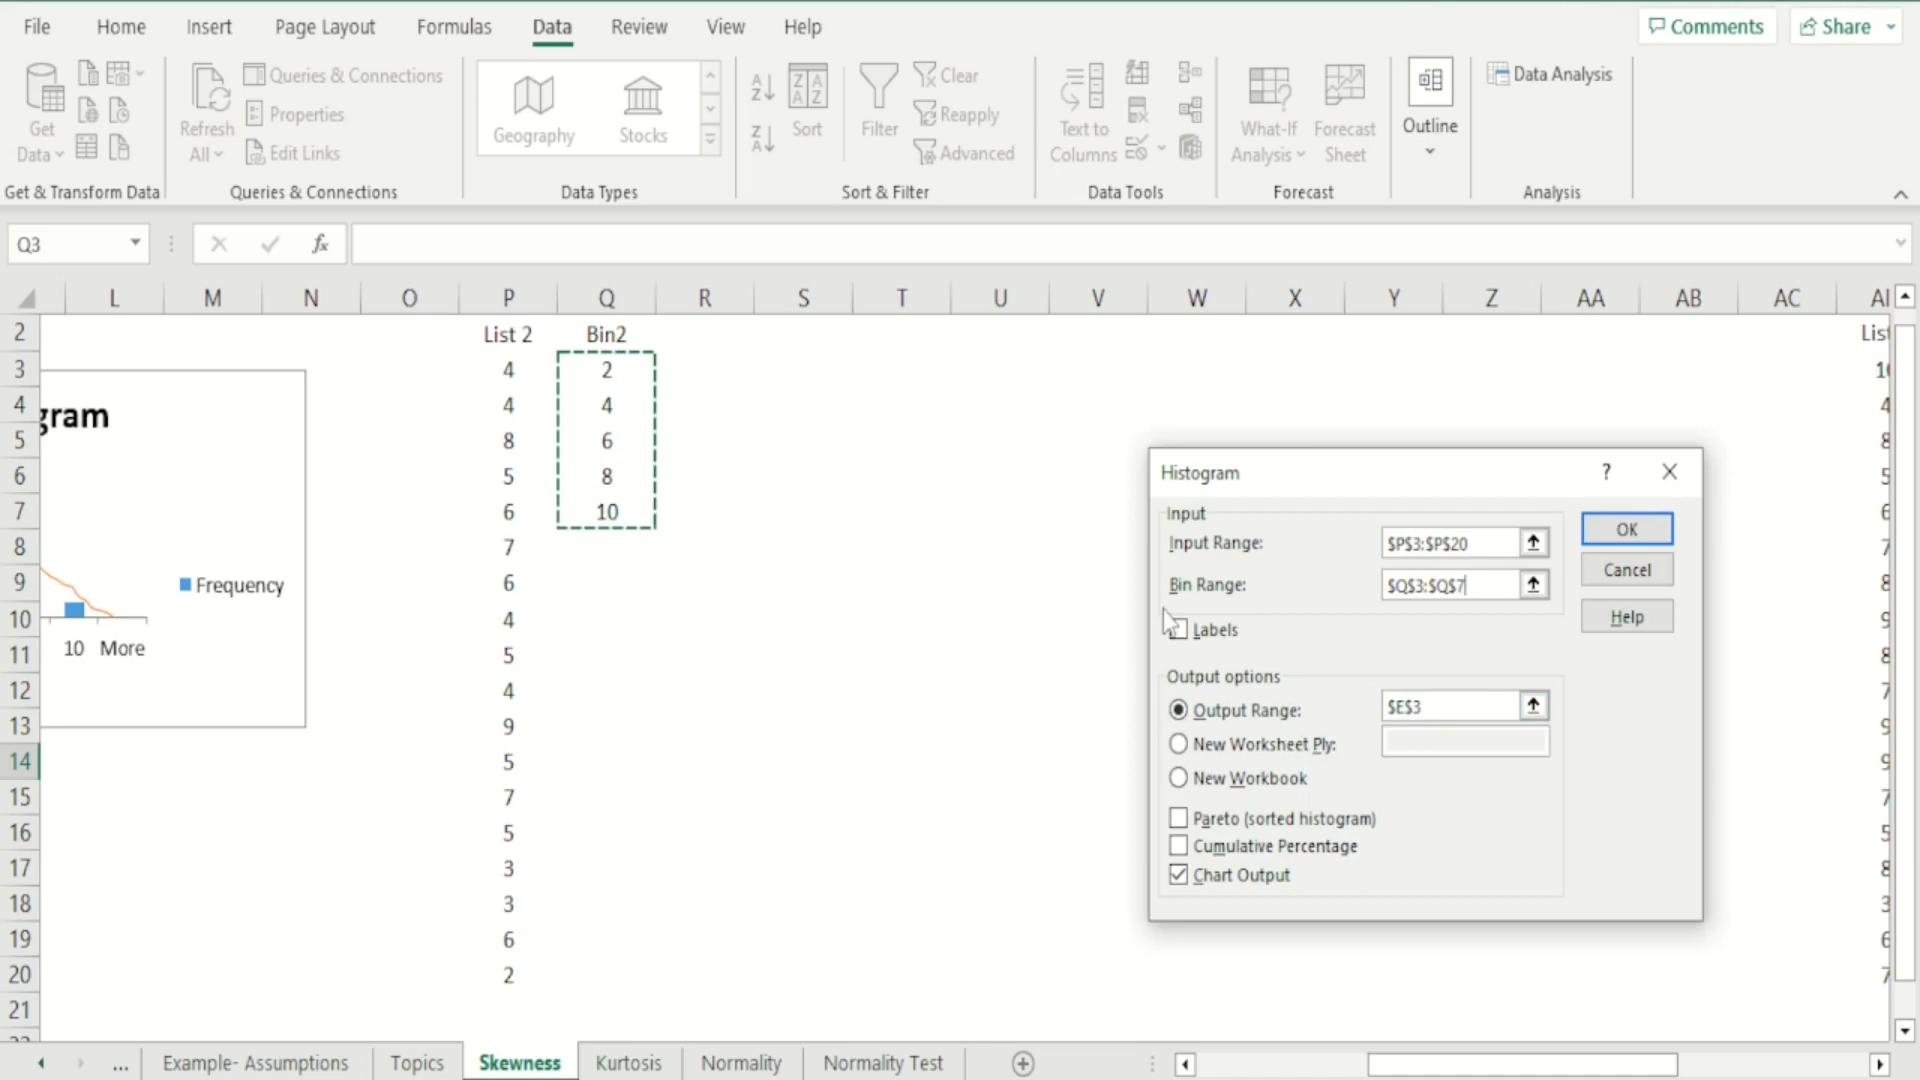 File Home Insert Page Layout Formulas Data Review View Help Comments Share
Get Data
Refresh All
Queries & Connections
Properties
Edit Links
Geography Stocks
Sort
Filter
Clear
Reapply
Advanced
Text to Columns
What-If Analysis
Forecast Sheet
Outline
Data Analysis
Get & Transform Data Queries & Connections Data Types Sort & Filter Data Tools Forecast Analysis
Q3 fx
L M N O P Q R S T U V W X Y Z AA AB AC
2 List 2 Bin2
3 4 2
4 gram 4 4
5 8 6
6 5 8
7 6 10
8 7
9 Frequency 6
10 4
10 More
11 5
12 4
13 9
14 5
15 7
16 5
17 3
18 3
19 6
20 2
21
Histogram ?
Input
Input Range: $P$3:$P$20 OK
Bin Range: $Q$3:$Q$7 Cancel
Labels Help
Output options
Output Range: $E$3
New Worksheet Ply:
New Workbook
Pareto (sorted histogram)
Cumulative Percentage
Chart Output
... Example- Assumptions Topics Skewness Kurtosis Normality Normality Test